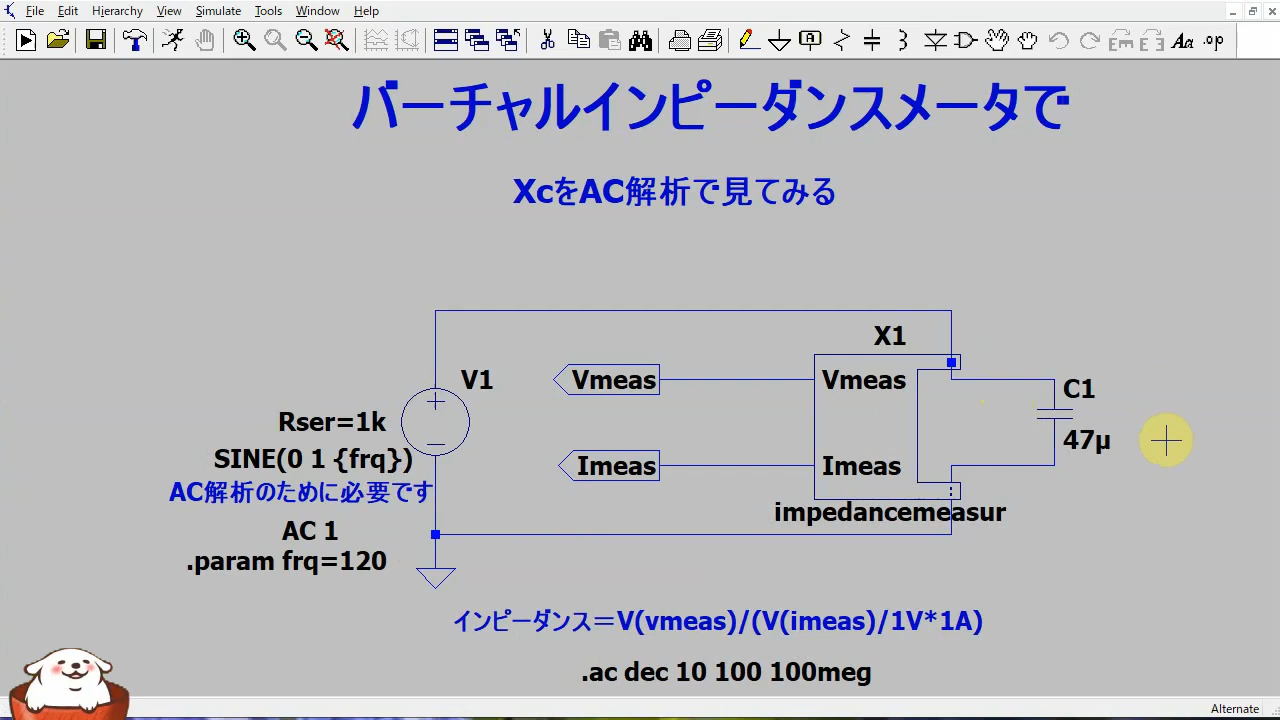 File Edit Hierarchy View Simulate Tools Window Help
.op
バーチャルインピーダンスメータで
XcをAC解析で見てみる
X1
V1
Vmeas
Vmeas
C1
Rser=1k
47µ
SINE(0 1 {frq})
Imeas
Imeas
AC解析のために必要です
impedancemeasur
AC 1
.param frq=120
インピーダンス＝V(vmeas)/(V(imeas)/1V*1A)
.ac dec 10 100 100meg
Alternate